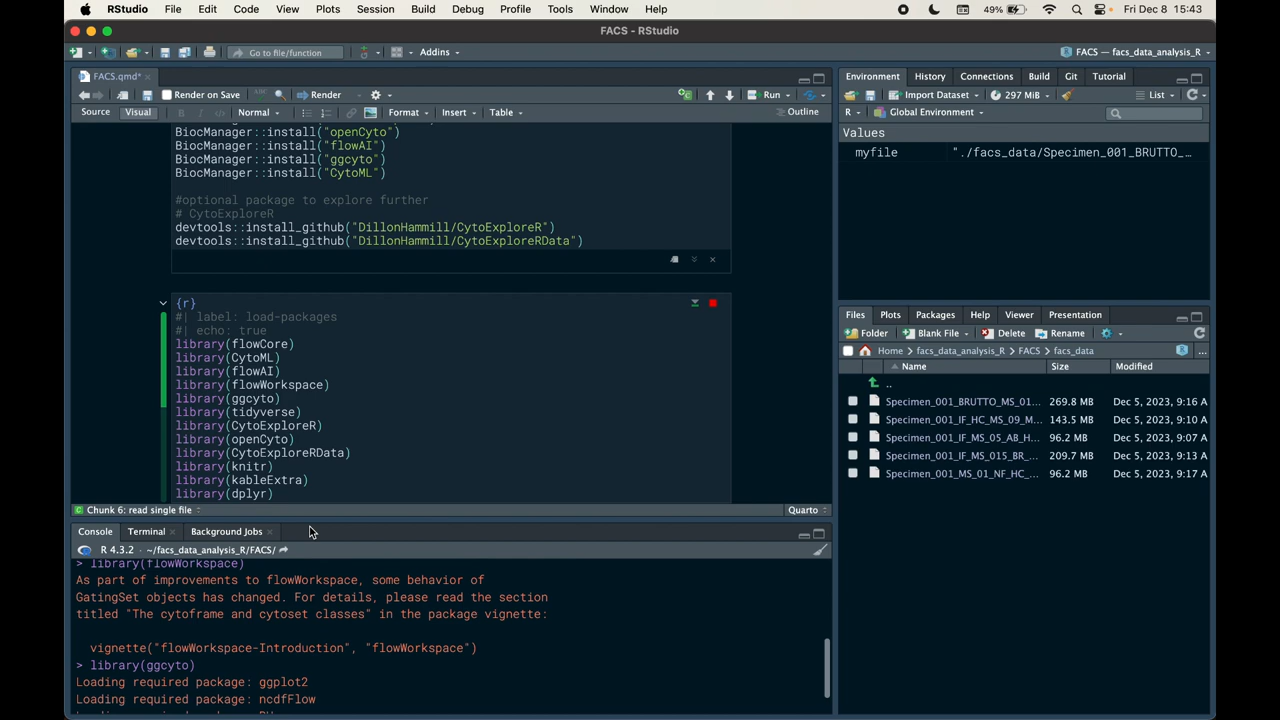 RStudio File Edit Code View Plots Session Build Debug Profile Tools Window Help 49% Fri Dec 8 15:43
FACS - RStudio
Go to file/function Addins FACS — facs_data_analysis_R
FACS.qmd*
Render on Save Render Run
Source Visual Normal Format Insert Table Outline
BiocManager::install("openCyto")
BiocManager::install("flowAI")
BiocManager::install("ggcyto")
BiocManager::install("CytoML")
#optional package to explore further
# CytoExploreR
devtools::install_github("DillonHammill/CytoExploreR")
devtools::install_github("DillonHammill/CytoExploreRData")
{r}
#| label: load-packages
#| echo: true
library(flowCore)
library(CytoML)
library(flowAI)
library(flowWorkspace)
library(ggcyto)
library(tidyverse)
library(CytoExploreR)
library(openCyto)
library(CytoExploreRData)
library(knitr)
library(kableExtra)
library(dplyr)
Chunk 6: read single file Quarto
Console Terminal Background Jobs
R 4.3.2 · ~/facs_data_analysis_R/FACS/
> library(flowWorkspace)
As part of improvements to flowWorkspace, some behavior of
GatingSet objects has changed. For details, please read the section
titled "The cytoframe and cytoset classes" in the package vignette:
vignette("flowWorkspace-Introduction", "flowWorkspace")
> library(ggcyto)
Loading required package: ggplot2
Loading required package: ncdfFlow
Environment History Connections Build Git Tutorial
Import Dataset 297 MiB List
R Global Environment
Values
myfile "./facs_data/Specimen_001_BRUTTO_…
Files Plots Packages Help Viewer Presentation
Folder Blank File Delete Rename
Home facs_data_analysis_R FACS facs_data ...
Name Size Modified
..
Specimen_001_BRUTTO_MS_01... 269.8 MB Dec 5, 2023, 9:16 A
Specimen_001_IF_HC_MS_09_M... 143.5 MB Dec 5, 2023, 9:10 A
Specimen_001_IF_MS_05_AB_H... 96.2 MB Dec 5, 2023, 9:07 A
Specimen_001_IF_MS_015_BR_... 209.7 MB Dec 5, 2023, 9:13 A
Specimen_001_MS_01_NF_HC_... 96.2 MB Dec 5, 2023, 9:17 A